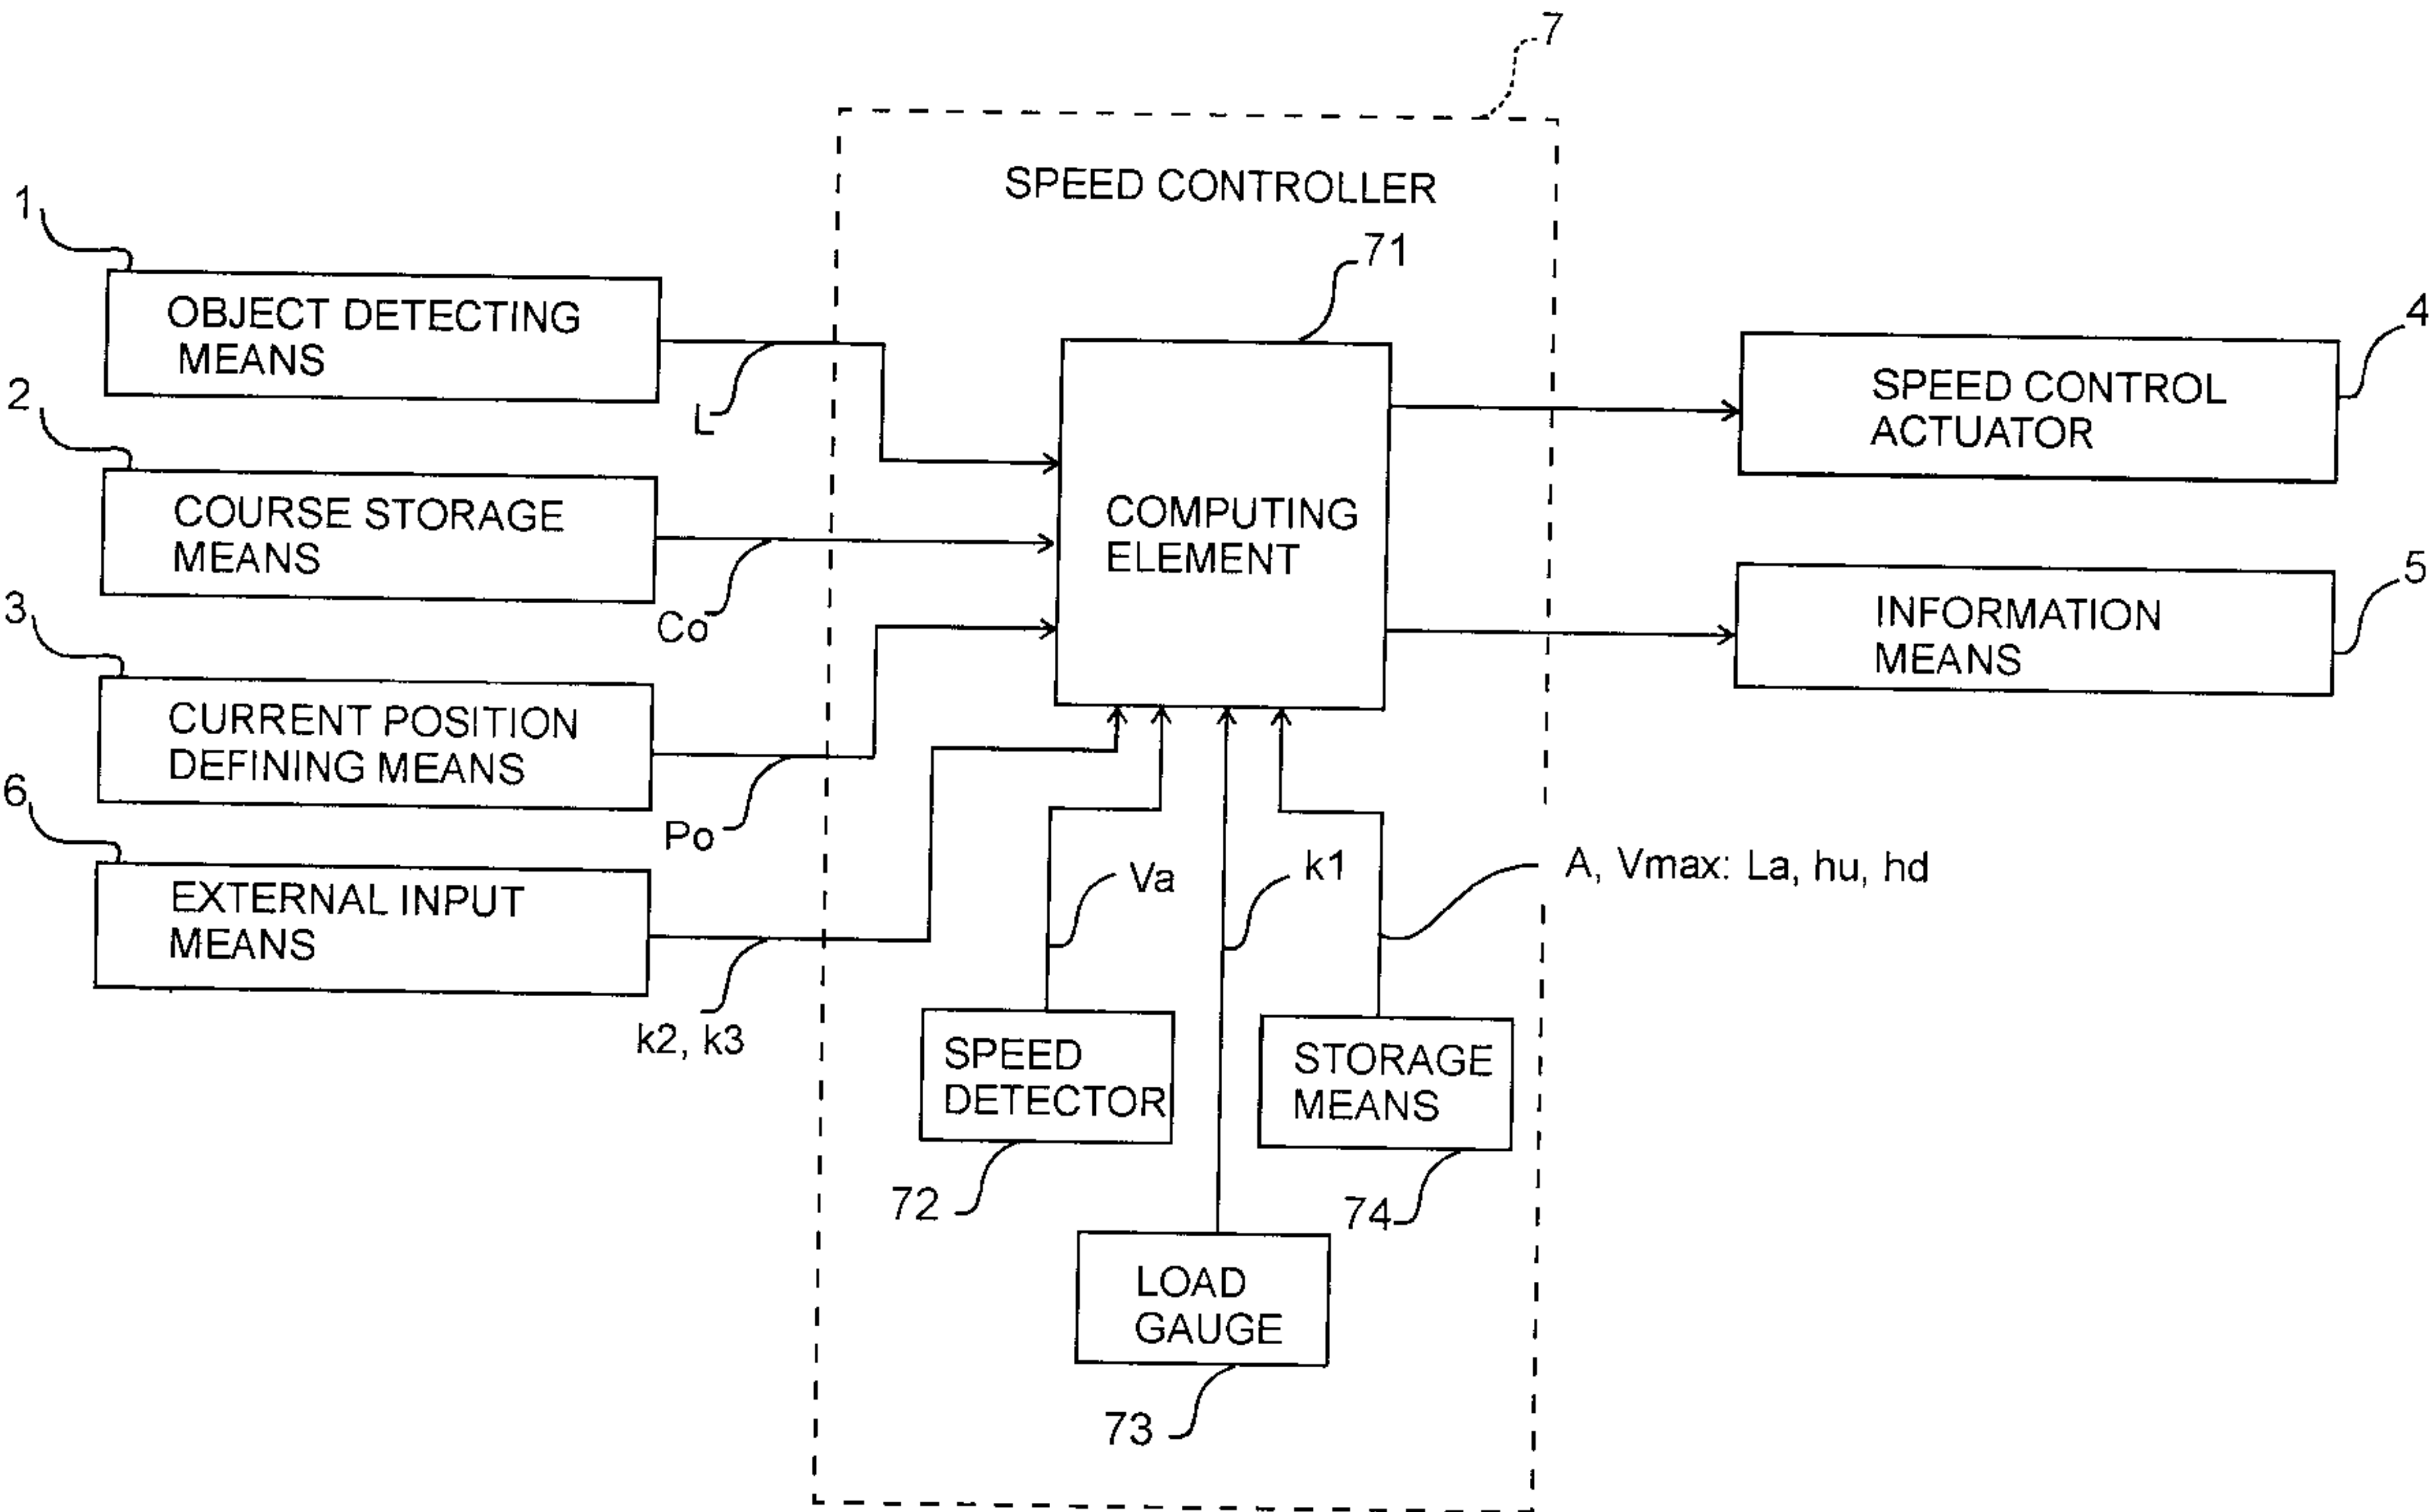 7
SPEED CONTROLLER
1
OBJECT DETECTING
MEANS
L
71
COMPUTING
ELEMENT
4
SPEED CONTROL
ACTUATOR
2
COURSE STORAGE
MEANS
Co
5
INFORMATION
MEANS
3
CURRENT POSITION
DEFINING MEANS
Po
6
EXTERNAL INPUT
MEANS
k2, k3
Va
k1
A, Vmax: La, hu, hd
SPEED
DETECTOR
72
STORAGE
MEANS
74
LOAD
GAUGE
73